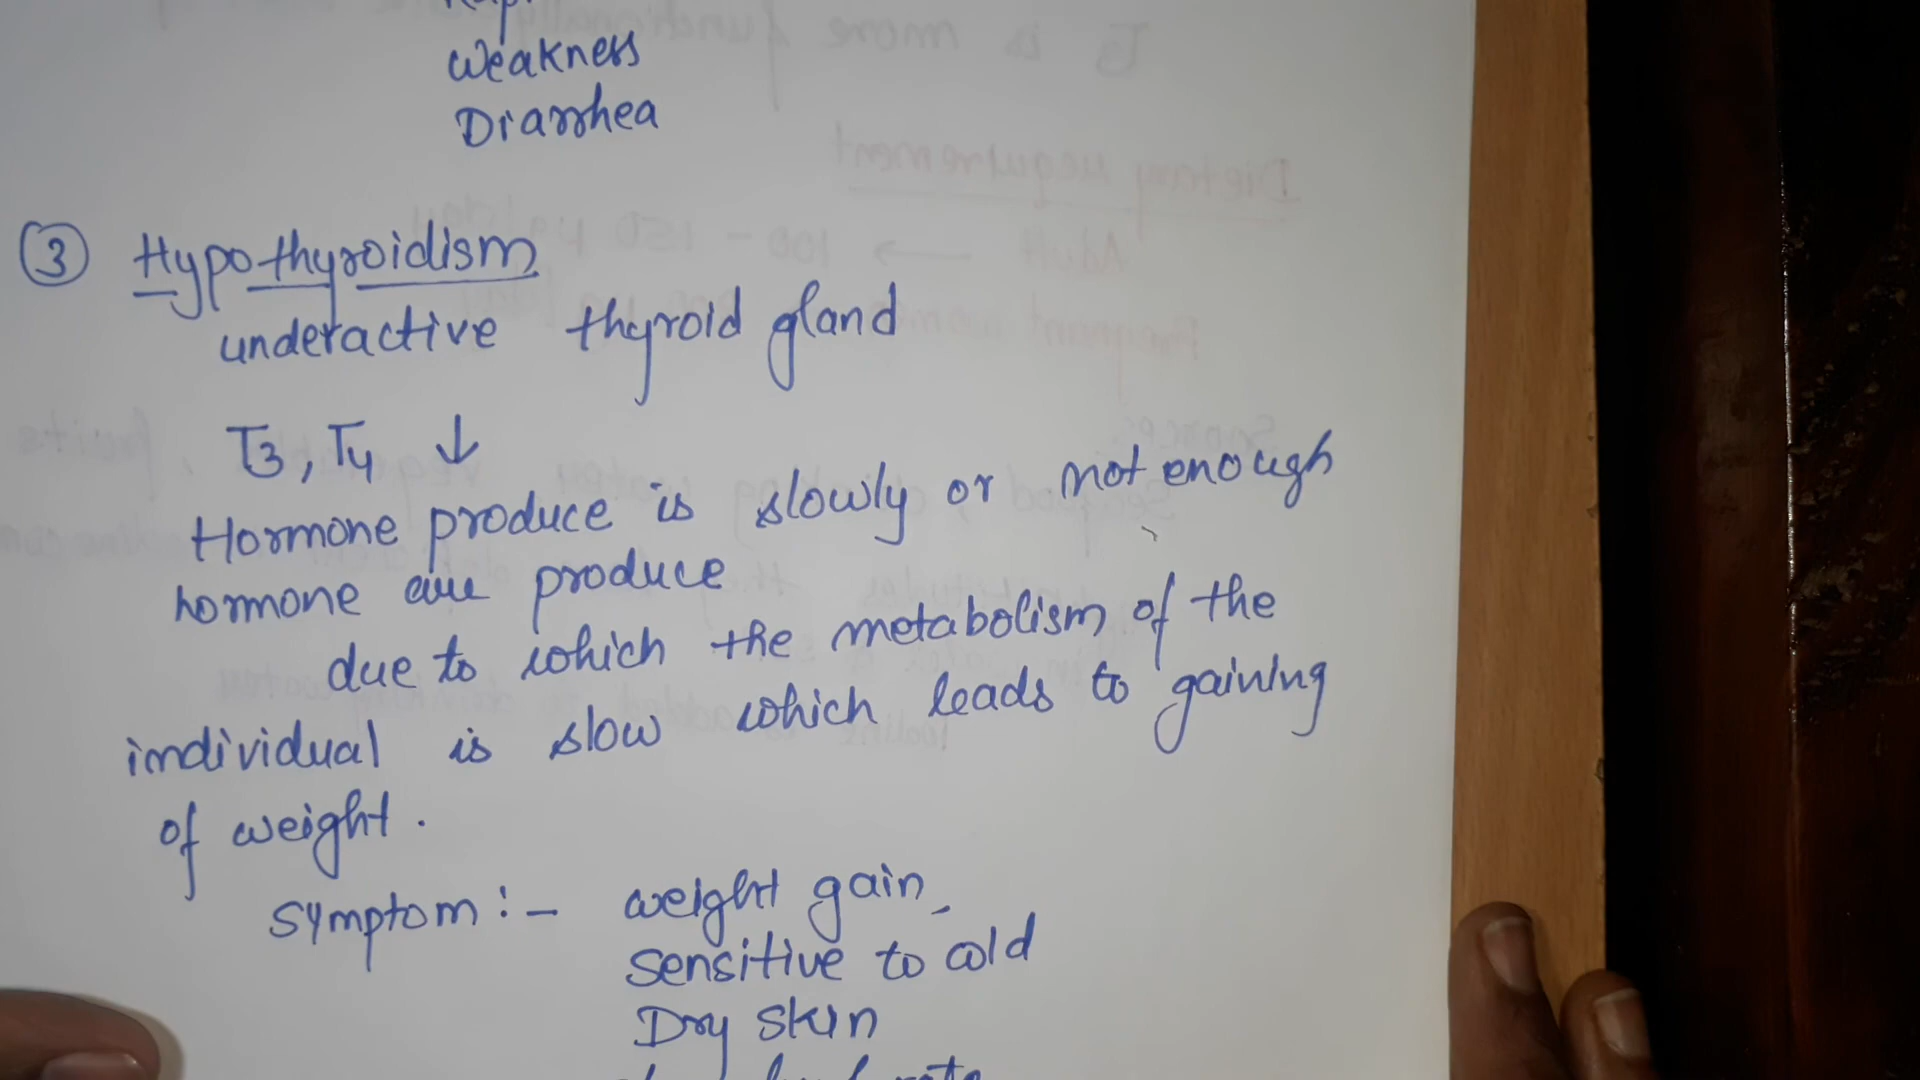 Weakness
Diarrhea
③ Hypothyroidism
underactive thyroid gland
T3, T4 ↓
Hormone produce is slowly or not enough
hormone are produce
due to which the metabolism of the
individual is slow which leads to gaining
of weight.
Symptom :- weight gain
Sensitive to cold
Dry skin